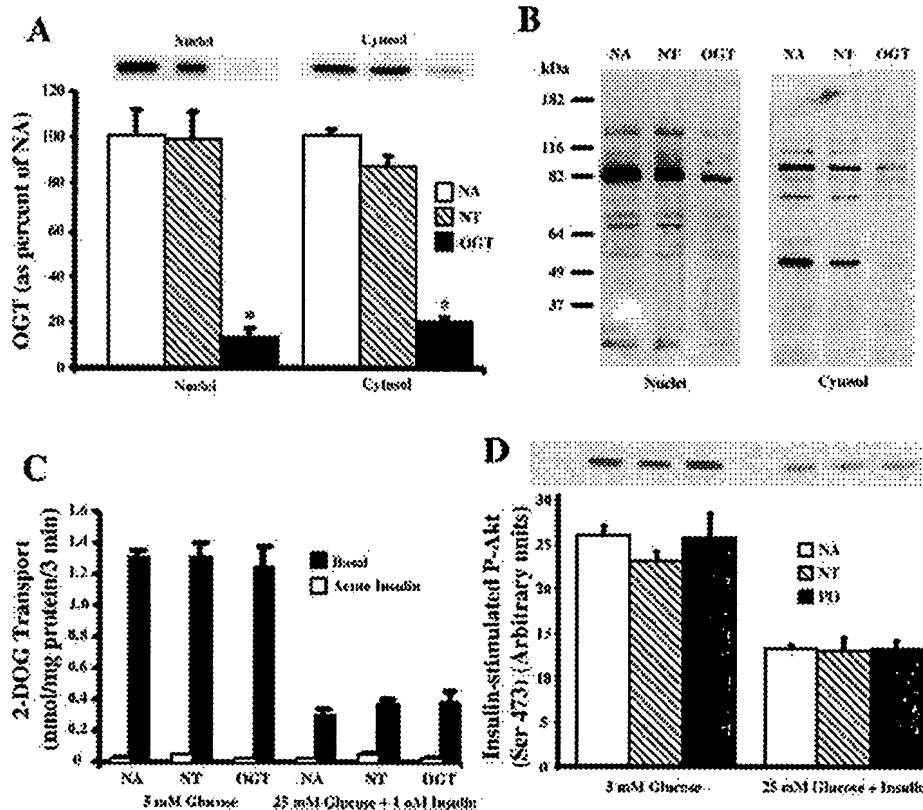 A
Nuclei Cytosol
OGT (as percent of NA)
100
80
60
40
20
0
NA
NT
OGT
*
*
Nuclei Cytosol
B
kDa NA NT OGT NA NT OGT
182
116
82
64
49
37
Nuclei Cytosol
C
2-DOG Transport
(nmol/mg protein/3 min)
1.6
1.4
1.2
1.0
0.8
0.6
0.4
0.2
0
Basal
Acute Insulin
NA NT OGT NA NT OGT
5 mM Glucose 25 mM Glucose + 1 nM Insulin
D
Insulin-stimulated P-Akt
(Ser 473) (Arbitrary units)
30
25
15
10
5
0
NA
NT
5 mM Glucose 25 mM Glucose + Insulin